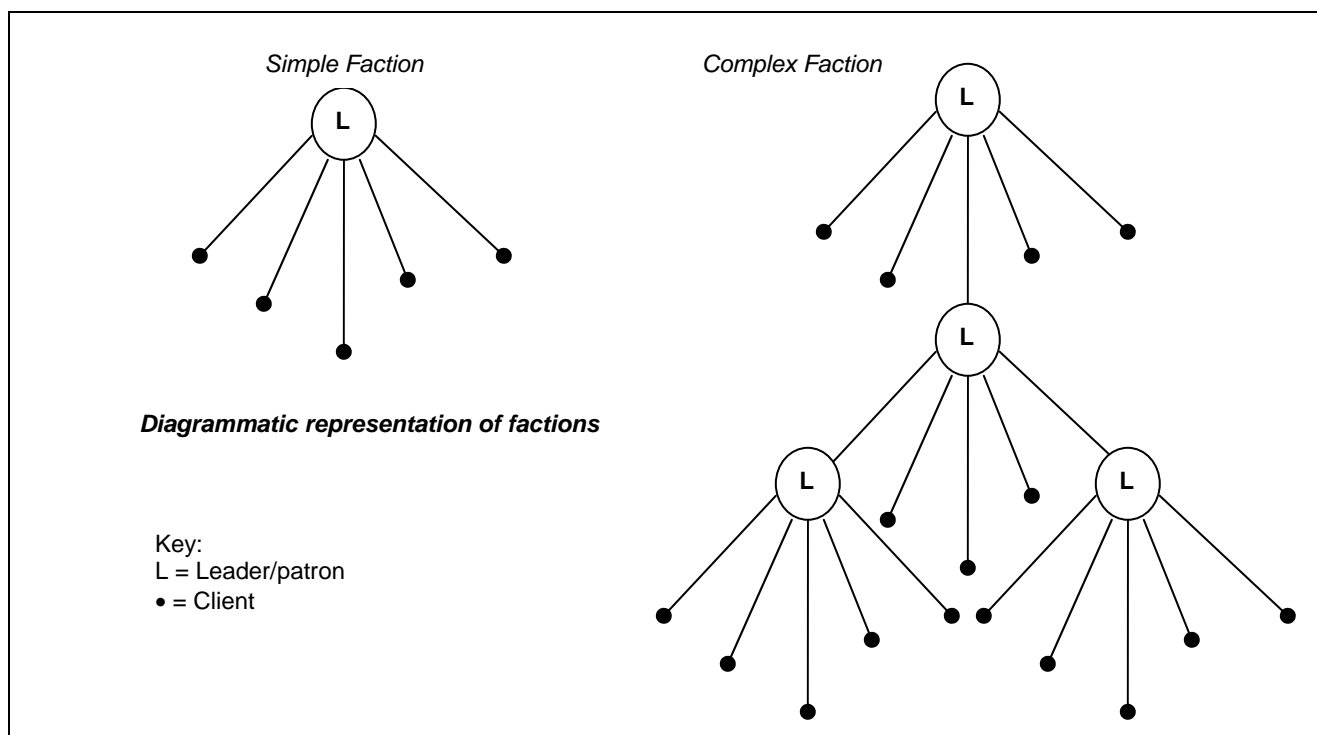 Simple Faction
L
Complex Faction
L
L
Diagrammatic representation of factions
L
L
Key:
L = Leader/patron
• = Client